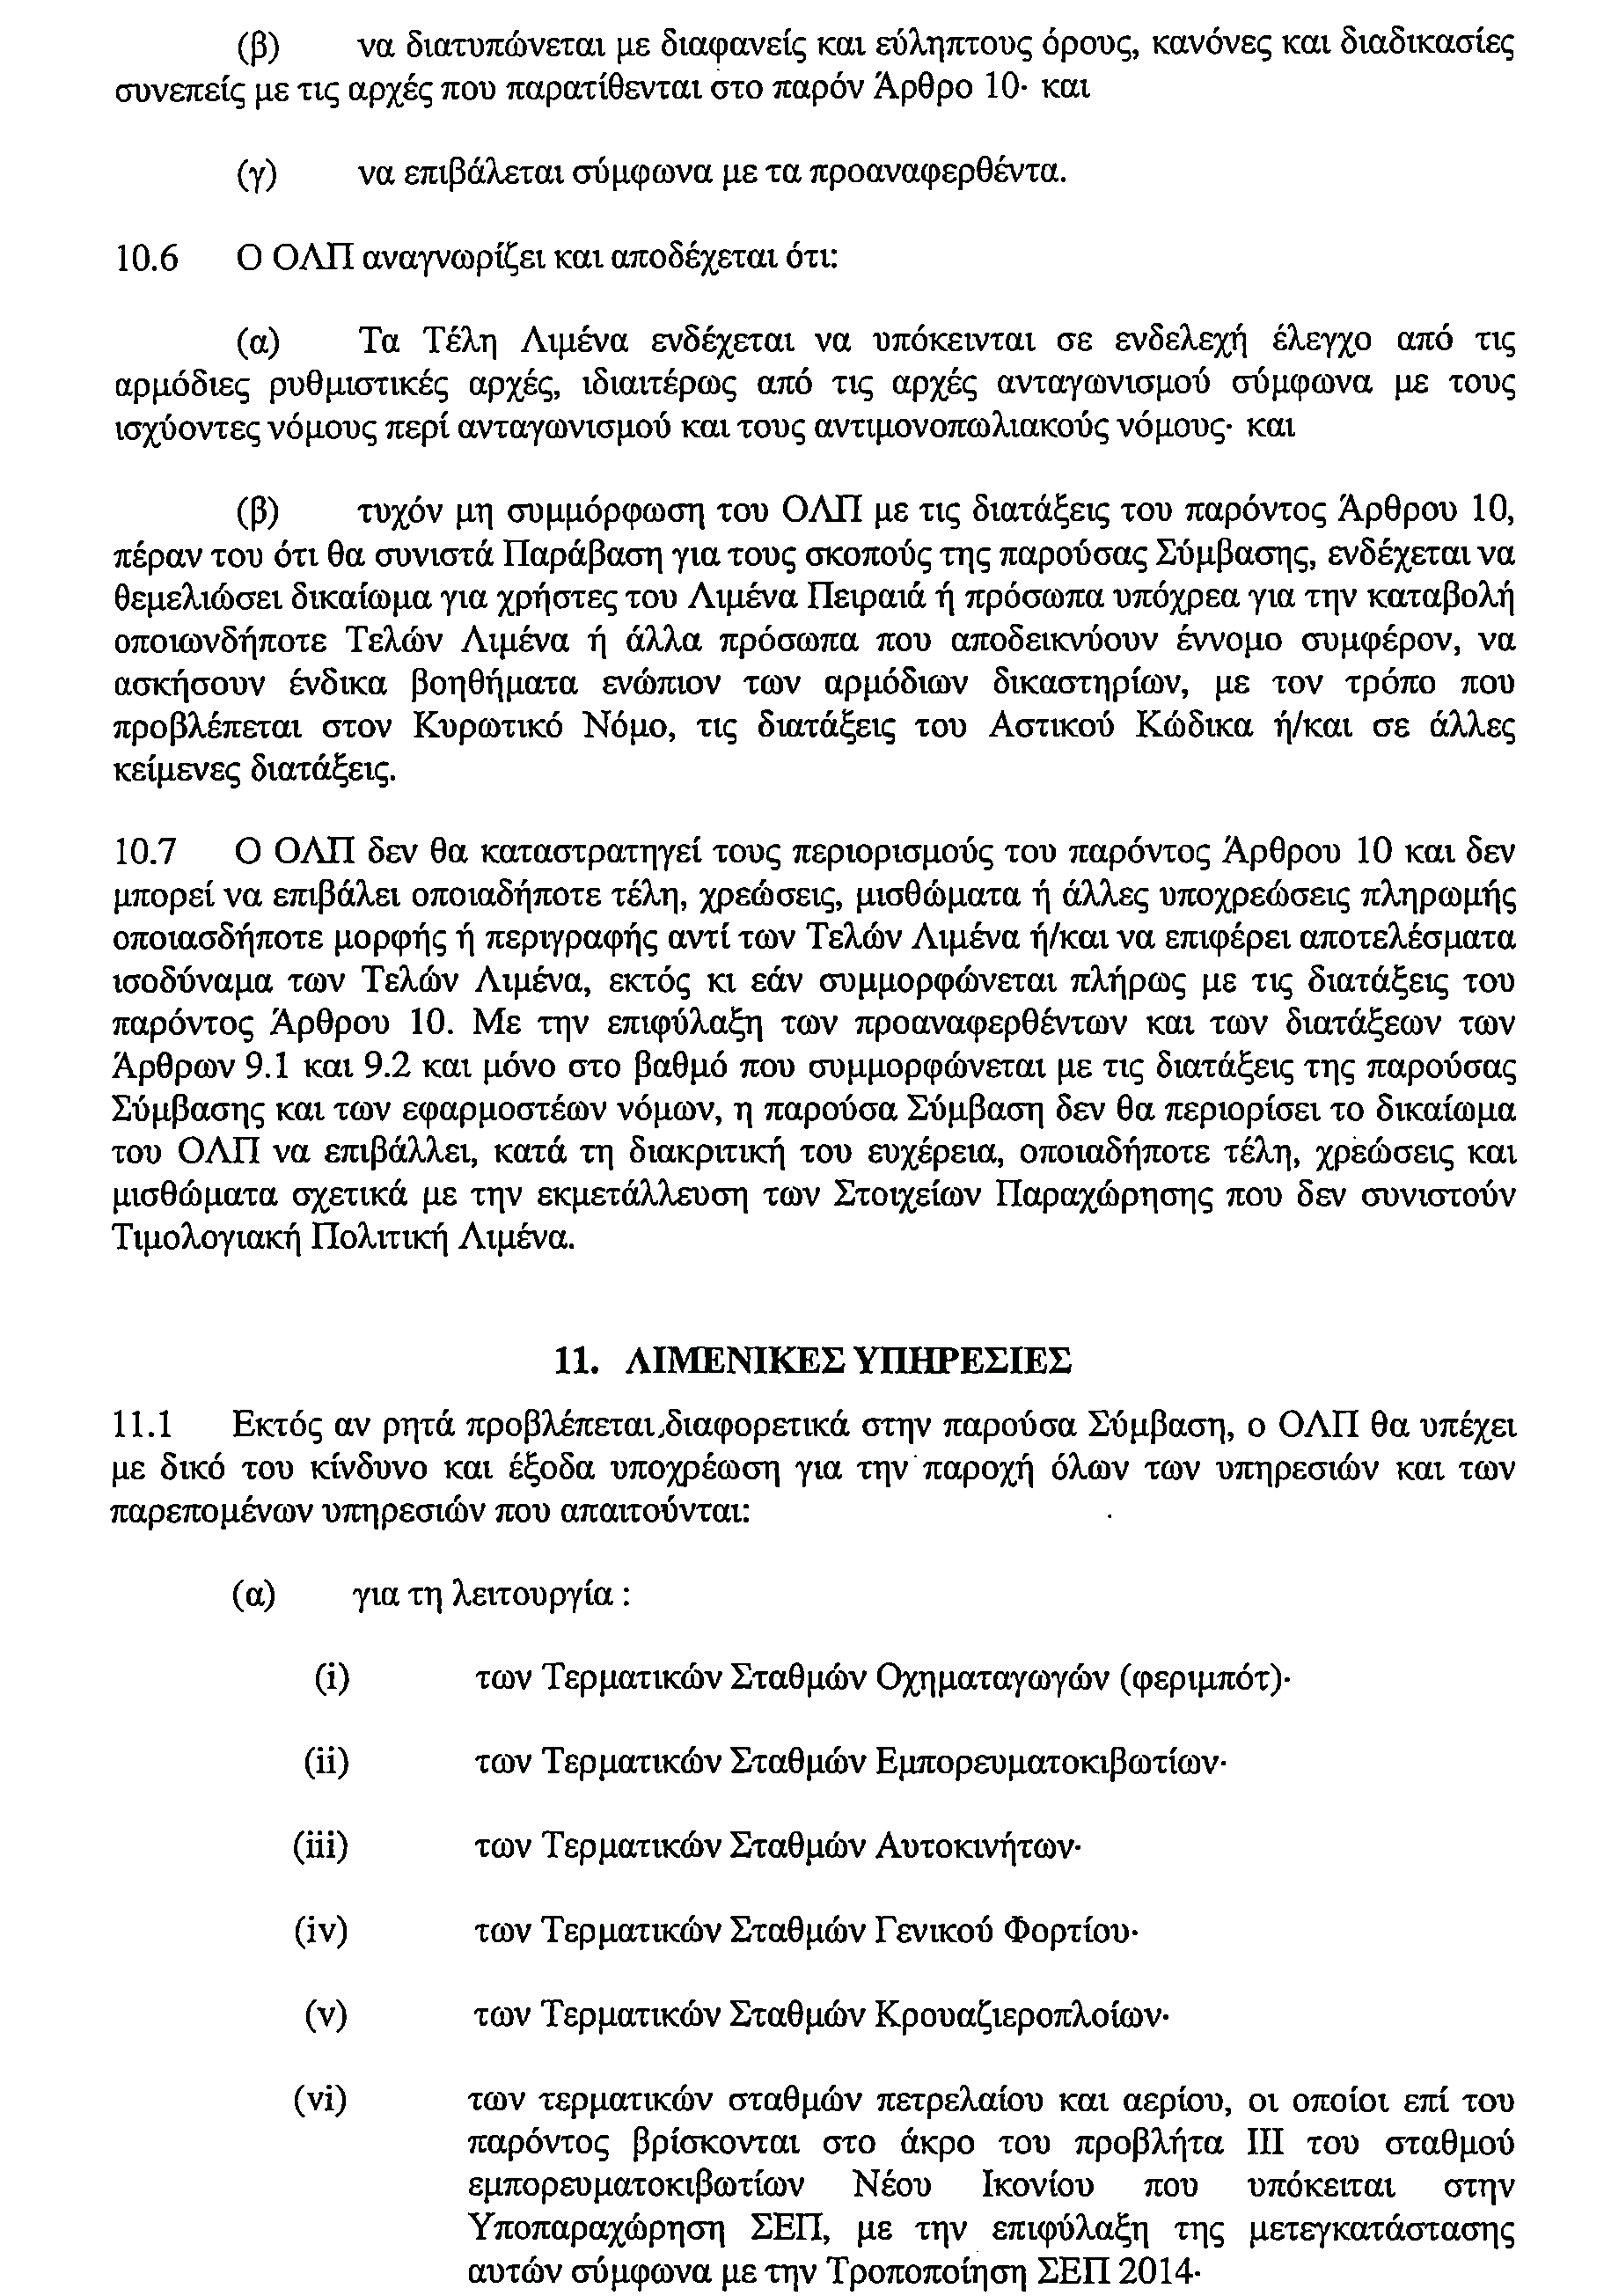 (β) να διατυπώνεται με διαφανείς και εύληπτους όρους, κανόνες και διαδικασίες
συνεπείς με τις αρχές που παρατίθενται στο παρόν Άρθρο 10· και
(γ) να επιβάλεται σύμφωνα με τα προαναφερθέντα.
10.6 Ο ΟΛΠ αναγνωρίζει και αποδέχεται ότι:
(α) Τα Τέλη Λιμένα ενδέχεται να υπόκεινται σε ενδελεχή έλεγχο από τις
αρμόδιες ρυθμιστικές αρχές, ιδιαιτέρως από τις αρχές ανταγωνισμού σύμφωνα με τους
ισχύοντες νόμους περί ανταγωνισμού και τους αντιμονοπωλιακούς νόμους· και
(β) τυχόν μη συμμόρφωση του ΟΛΠ με τις διατάξεις του παρόντος Άρθρου 10,
πέραν του ότι θα συνιστά Παράβαση για τους σκοπούς της παρούσας Σύμβασης, ενδέχεται να
θεμελιώσει δικαίωμα για χρήστες του Λιμένα Πειραιά ή πρόσωπα υπόχρεα για την καταβολή
οποιωνδήποτε Τελών Λιμένα ή άλλα πρόσωπα που αποδεικνύουν έννομο συμφέρον, να
ασκήσουν ένδικα βοηθήματα ενώπιον των αρμόδιων δικαστηρίων, με τον τρόπο που
προβλέπεται στον Κυρωτικό Νόμο, τις διατάξεις του Αστικού Κώδικα ή/και σε άλλες
κείμενες διατάξεις.
10.7 Ο ΟΛΠ δεν θα καταστρατηγεί τους περιορισμούς του παρόντος Άρθρου 10 και δεν
μπορεί να επιβάλει οποιαδήποτε τέλη, χρεώσεις, μισθώματα ή άλλες υποχρεώσεις πληρωμής
οποιασδήποτε μορφής ή περιγραφής αντί των Τελών Λιμένα ή/και να επιφέρει αποτελέσματα
ισοδύναμα των Τελών Λιμένα, εκτός κι εάν συμμορφώνεται πλήρως με τις διατάξεις του
παρόντος Άρθρου 10. Με την επιφύλαξη των προαναφερθέντων και των διατάξεων των
Άρθρων 9.1 και 9.2 και μόνο στο βαθμό που συμμορφώνεται με τις διατάξεις της παρούσας
Σύμβασης και των εφαρμοστέων νόμων, η παρούσα Σύμβαση δεν θα περιορίσει το δικαίωμα
του ΟΛΠ να επιβάλλει, κατά τη διακριτική του ευχέρεια, οποιαδήποτε τέλη, χρεώσεις και
μισθώματα σχετικά με την εκμετάλλευση των Στοιχείων Παραχώρησης που δεν συνιστούν
Τιμολογιακή Πολιτική Λιμένα.
11. ΛΙΜΕΝΙΚΕΣ ΥΠΗΡΕΣΙΕΣ
11.1 Εκτός αν ρητά προβλέπεται,διαφορετικά στην παρούσα Σύμβαση, ο ΟΛΠ θα υπέχει
με δικό του κίνδυνο και έξοδα υποχρέωση για την παροχή όλων των υπηρεσιών και των
παρεπομένων υπηρεσιών που απαιτούνται:
(α) για τη λειτουργία :
(i) των Τερματικών Σταθμών Οχηματαγωγών (φεριμπότ)·
(ii) των Τερματικών Σταθμών Εμπορευματοκιβωτίων·
(iii) των Τερματικών Σταθμών Αυτοκινήτων·
(iv) των Τερματικών Σταθμών Γενικού Φορτίου·
(v) των Τερματικών Σταθμών Κρουαζιεροπλοίων·
(vi) των τερματικών σταθμών πετρελαίου και αερίου, οι οποίοι επί του
παρόντος βρίσκονται στο άκρο του προβλήτα III του σταθμού
εμπορευματοκιβωτίων Νέου Ικονίου που υπόκειται στην
Υποπαραχώρηση ΣΕΠ, με την επιφύλαξη της μετεγκατάστασης
αυτών σύμφωνα με την Τροποποίηση ΣΕΠ 2014·